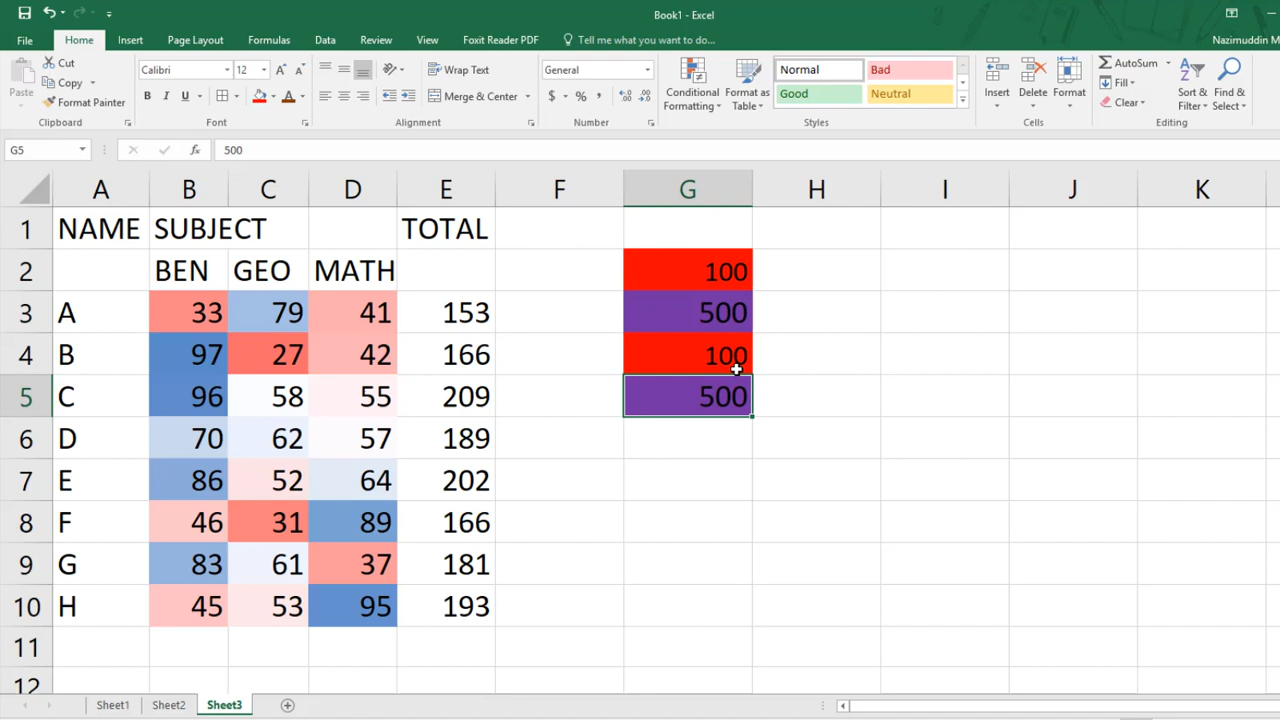 Book1 - Excel
File Home Insert Page Layout Formulas Data Review View Foxit Reader PDF Tell me what you want to do... Nazimuddin M
Paste
Cut
Copy
Format Painter
Clipboard
Calibri 12
B I U A
Font
Wrap Text
Merge & Center
Alignment
General
$ % ,
Number
Conditional Formatting
Format as Table
Normal Bad
Good Neutral
Styles
Insert Delete Format
Cells
AutoSum
Fill
Clear
Sort & Filter
Find & Select
Editing
G5 fx 500
A B C D E F G H I J K
1 NAME SUBJECT TOTAL
2 BEN GEO MATH 100
3 A 33 79 41 153 500
4 B 97 27 42 166 100
5 C 96 58 55 209 500
6 D 70 62 57 189
7 E 86 52 64 202
8 F 46 31 89 166
9 G 83 61 37 181
10 H 45 53 95 193
11
12
Sheet1 Sheet2 Sheet3